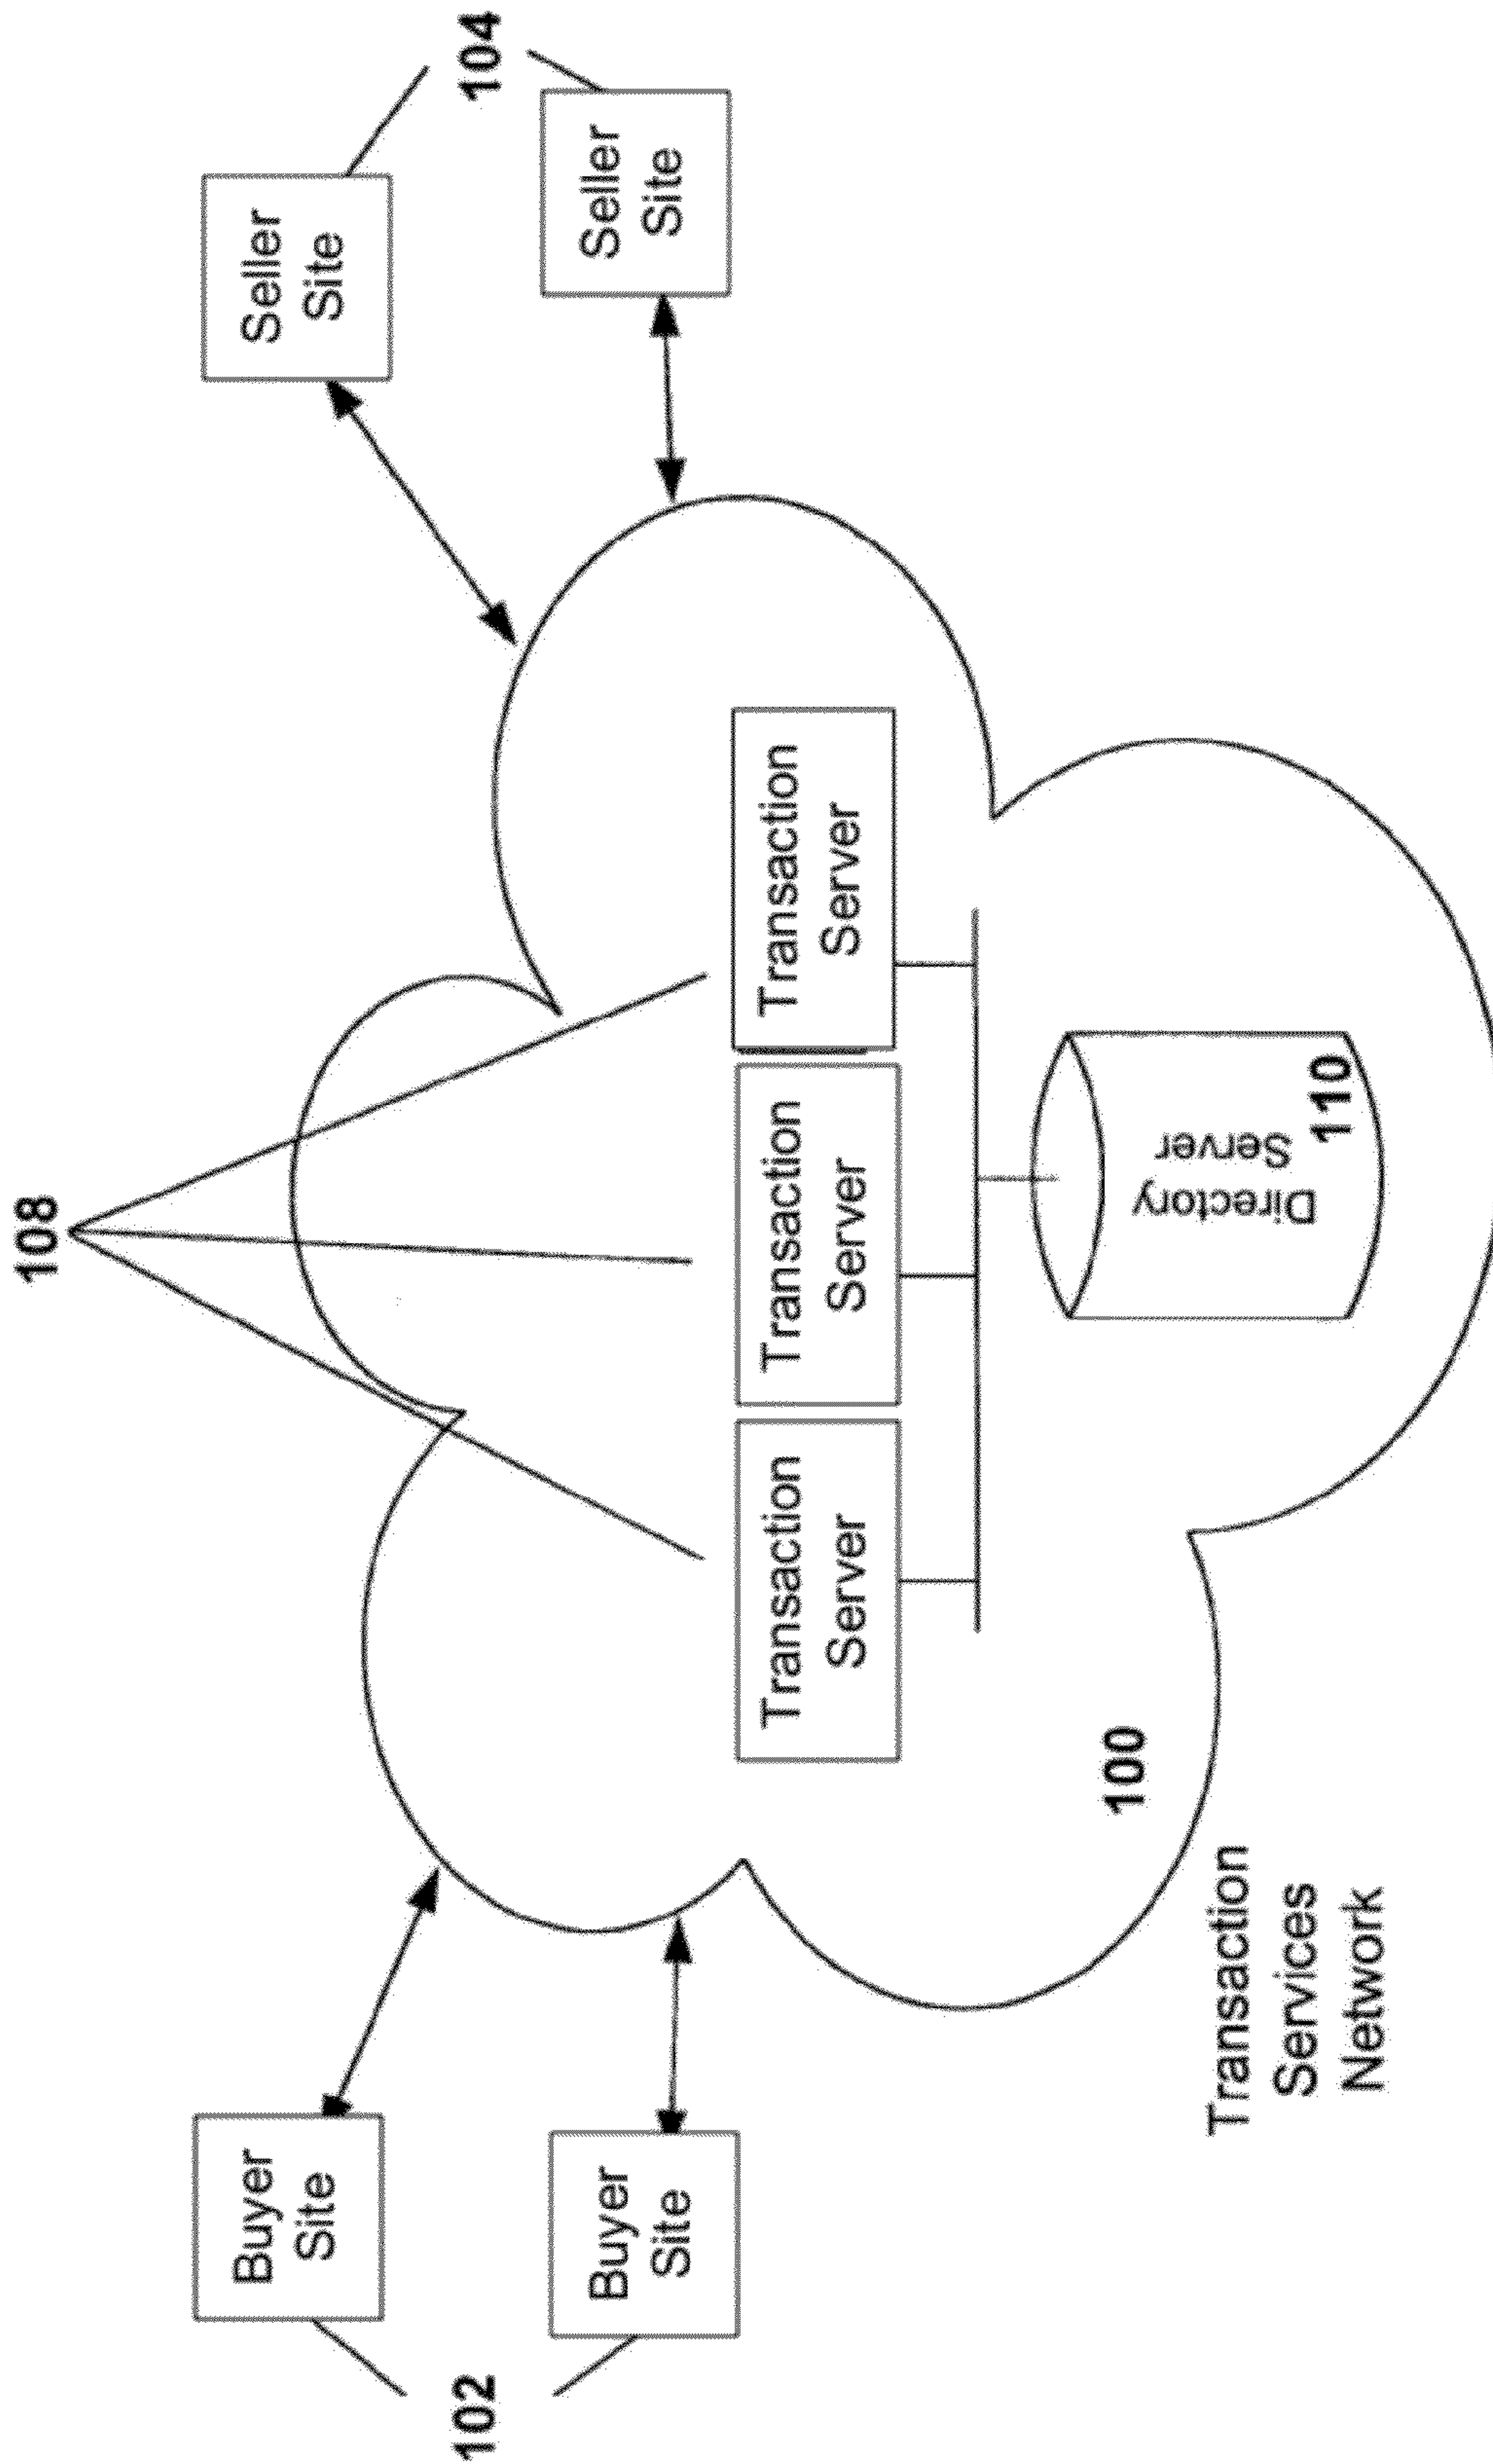 108
Buyer
Site
Buyer
Site
102
Seller
Site
Seller
Site
104
Transaction
Server
Transaction
Server
Transaction
Server
Directory
Server
110
100
Transaction
Services
Network